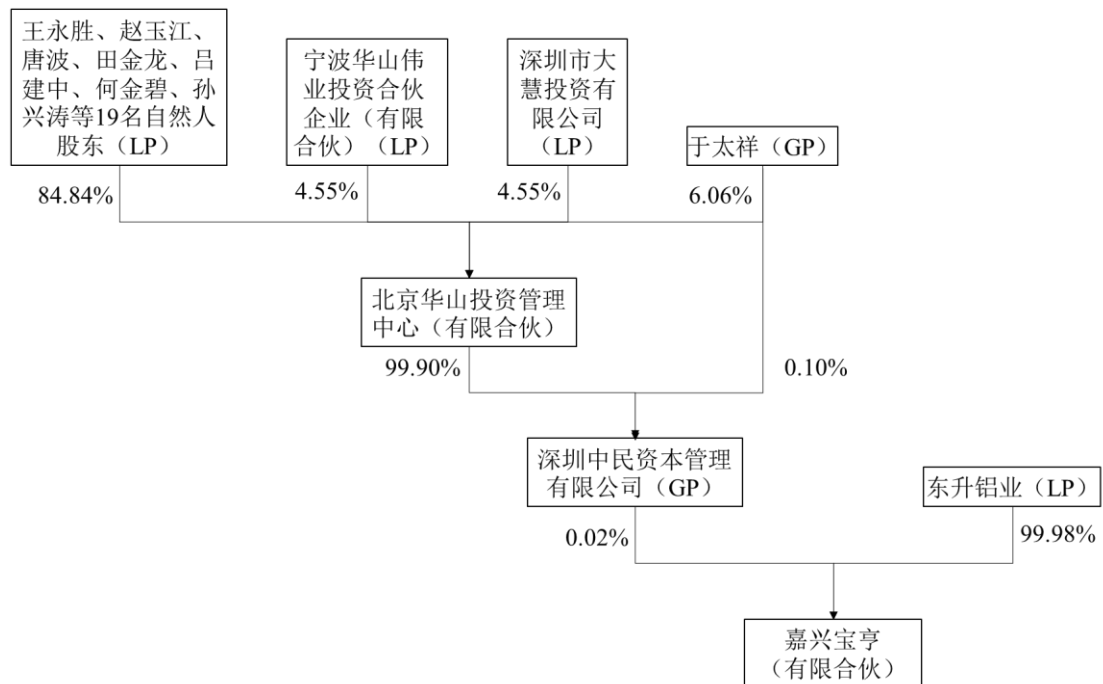 王永胜、赵玉江、
唐波、田金龙、吕
建中、何金碧、孙
兴涛等19名自然人
股东（LP）
宁波华山伟
业投资合伙
企业（有限
合伙）（LP）
深圳市大
慧投资有
限公司
（LP）
于太祥（GP）
84.84%
4.55%
4.55%
6.06%
北京华山投资管理
中心（有限合伙）
99.90%
0.10%
深圳中民资本管理
有限公司（GP）
东升铝业（LP）
0.02%
99.98%
嘉兴宝亨
（有限合伙）